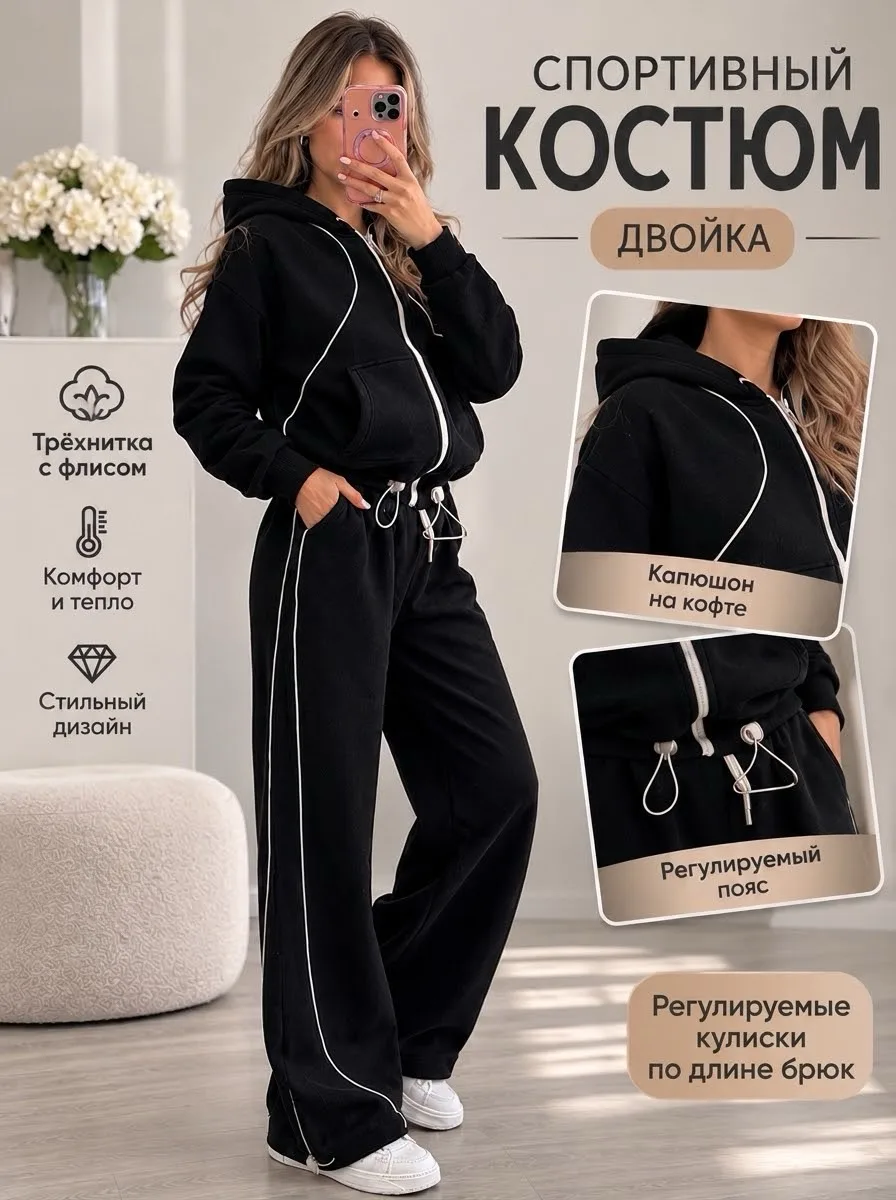 СПОРТИВНЫЙ
КОСТЮМ
ДВОЙКА
Трёхнитка
с флисом
Комфорт
и тепло
Стильный
дизайн
Капюшон
на кофте
Регулируемый
пояс
Регулируемые
кулиски
по длине брюк